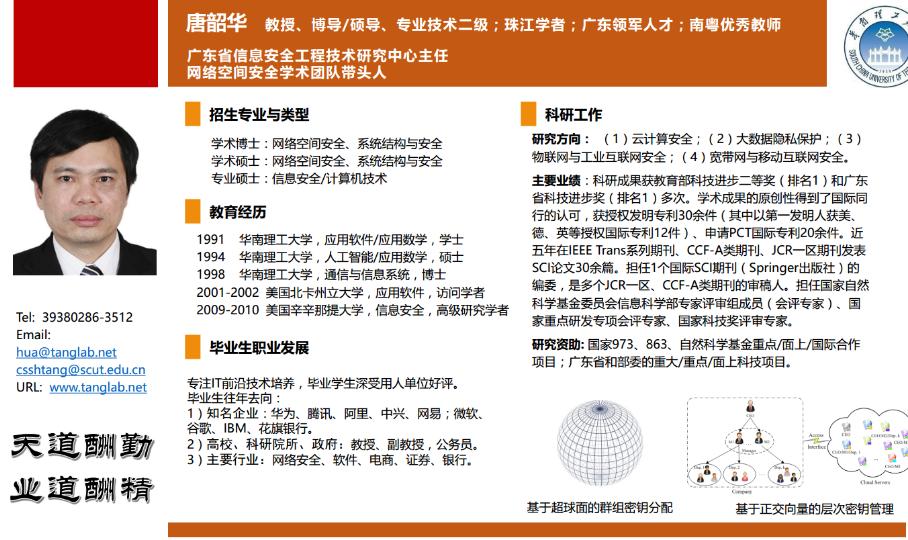 唐韶华 教授、博导/硕导、专业技术二级；珠江学者；广东领军人才；南粤优秀教师
广东省信息安全工程技术研究中心主任
网络空间安全学术团队带头人
Tel: 39380286-3512
Email:
hua@tanglab.net
csshtang@scut.edu.cn
URL: www.tanglab.net
天道酬勤
业道酬精
招生专业与类型
学术博士：网络空间安全、系统结构与安全
学术硕士：网络空间安全、系统结构与安全
专业硕士：信息安全/计算机技术
教育经历
1991 华南理工大学，应用软件/应用数学，学士
1994 华南理工大学，人工智能/应用数学，硕士
1998 华南理工大学，通信与信息系统，博士
2001-2002 美国北卡州立大学，应用软件，访问学者
2009-2010 美国辛辛那提大学，信息安全，高级研究学者
毕业生职业发展
专注IT前沿技术培养，毕业学生深受用人单位好评。
毕业生往年去向：
1）知名企业：华为、腾讯、阿里、中兴、网易；微软、
谷歌、IBM、花旗银行。
2）高校、科研院所、政府：教授、副教授，公务员。
3）主要行业：网络安全、软件、电商、证券、银行。
科研工作
研究方向： （1）云计算安全；（2）大数据隐私保护；（3）
物联网与工业互联网安全；（4）宽带网与移动互联网安全。
主要业绩：科研成果获教育部科技进步二等奖（排名1）和广东
省科技进步奖（排名1）多次。学术成果的原创性得到了国际同
行的认可，获授权发明专利30余件（其中以第一发明人获美、
德、英等授权国际专利12件）、申请PCT国际专利20余件。近
五年在IEEE Trans系列期刊、CCF-A类期刊、JCR一区期刊发表
SCI论文30余篇。担任1个国际SCI期刊（Springer出版社）的
编委，是多个JCR一区、CCF-A类期刊的审稿人。担任国家自然
科学基金委员会信息科学部专家评审组成员（会评专家）、国
家重点研发专项会评专家、国家科技奖评审专家。
研究资助: 国家973、863、自然科学基金重点/面上/国际合作
项目；广东省和部委的重大/重点/面上科技项目。
CEO
Manager
Dep. 1
Dep. 2
Company
Access
Interface
Cloud Servers
基于超球面的群组密钥分配
基于正交向量的层次密钥管理